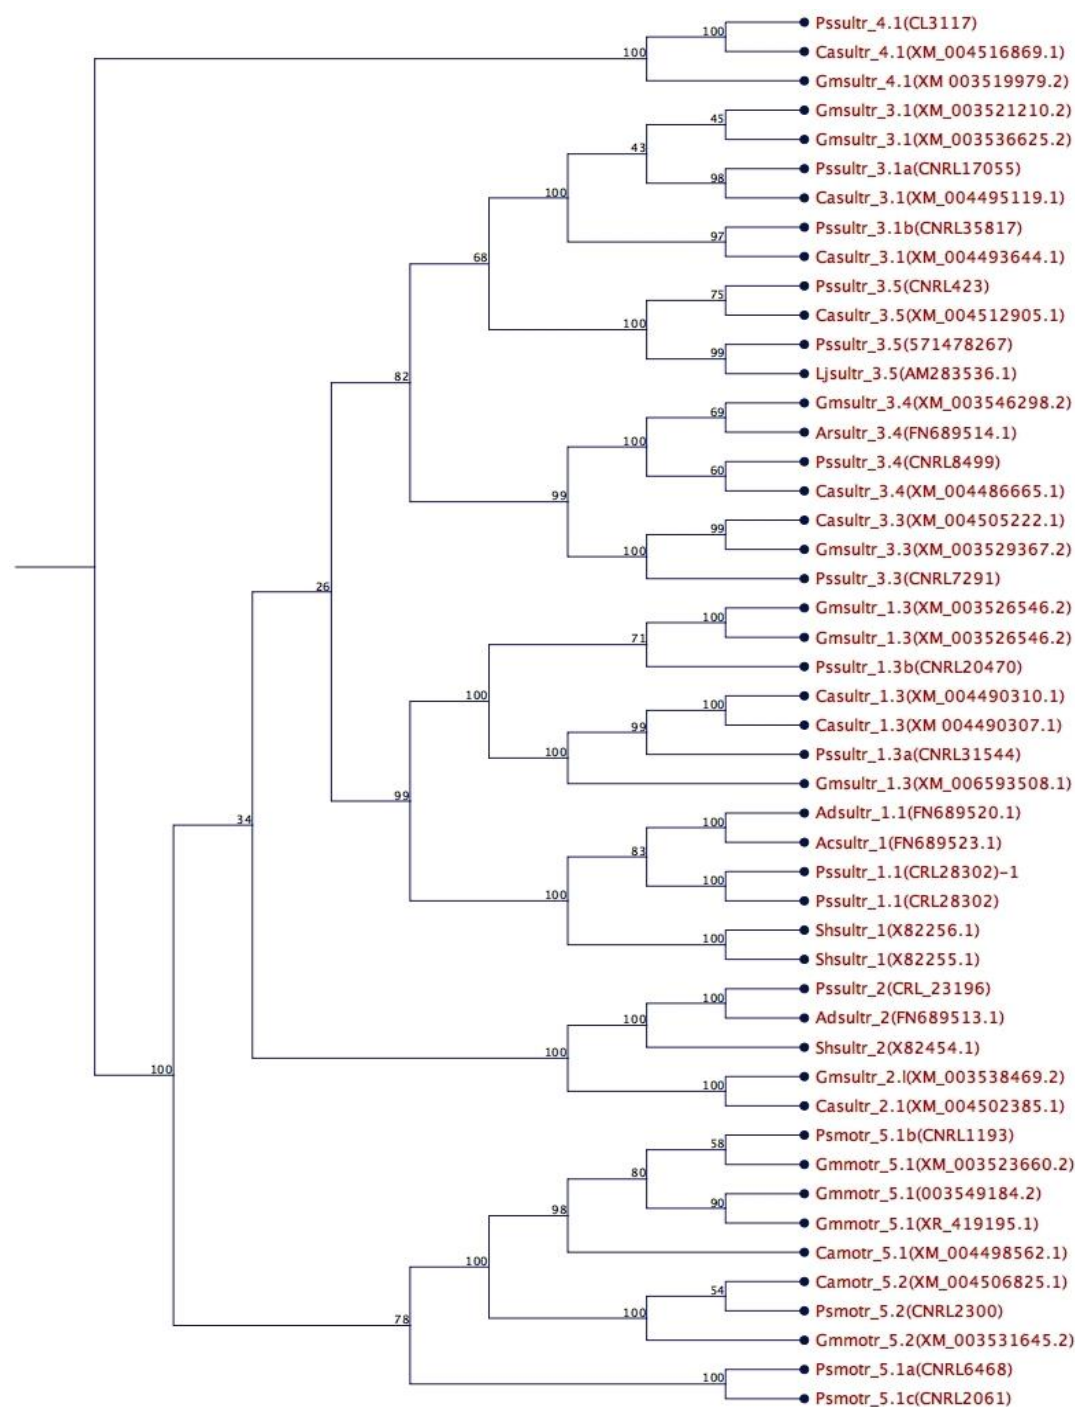 Pssultr_4.1(CL3117)
100
Casultr_4.1(XM_004516869.1)
100
Gmsultr_4.1(XM 003519979.2)
Gmsultr_3.1(XM_003521210.2)
45
Gmsultr_3.1(XM_003536625.2)
43
Pssultr_3.1a(CNRL17055)
98
Casultr_3.1(XM_004495119.1)
100
Pssultr_3.1b(CNRL35817)
97
Casultr_3.1(XM_004493644.1)
68
Pssultr_3.5(CNRL423)
75
Casultr_3.5(XM_004512905.1)
100
Pssultr_3.5(571478267)
99
Ljsultr_3.5(AM283536.1)
82
Gmsultr_3.4(XM_003546298.2)
69
Arsultr_3.4(FN689514.1)
100
Pssultr_3.4(CNRL8499)
60
Casultr_3.4(XM_004486665.1)
99
Casultr_3.3(XM_004505222.1)
99
Gmsultr_3.3(XM_003529367.2)
100
Pssultr_3.3(CNRL7291)
26
Gmsultr_1.3(XM_003526546.2)
100
Gmsultr_1.3(XM_003526546.2)
71
Pssultr_1.3b(CNRL20470)
100
Casultr_1.3(XM_004490310.1)
100
Casultr_1.3(XM 004490307.1)
99
Pssultr_1.3a(CNRL31544)
100
Gmsultr_1.3(XM_006593508.1)
99
Adsultr_1.1(FN689520.1)
34
100
Acsultr_1(FN689523.1)
83
Pssultr_1.1(CRL28302)-1
100
Pssultr_1.1(CRL28302)
100
Shsultr_1(X82256.1)
100
Shsultr_1(X82255.1)
Pssultr_2(CRL_23196)
100
Adsultr_2(FN689513.1)
100
Shsultr_2(X82454.1)
100
Gmsultr_2.l(XM_003538469.2)
100
100
Casultr_2.1(XM_004502385.1)
Psmotr_5.1b(CNRL1193)
58
Gmmotr_5.1(XM_003523660.2)
80
Gmmotr_5.1(003549184.2)
90
Gmmotr_5.1(XR_419195.1)
98
Camotr_5.1(XM_004498562.1)
100
Camotr_5.2(XM_004506825.1)
54
Psmotr_5.2(CNRL2300)
100
78
Gmmotr_5.2(XM_003531645.2)
Psmotr_5.1a(CNRL6468)
100
Psmotr_5.1c(CNRL2061)